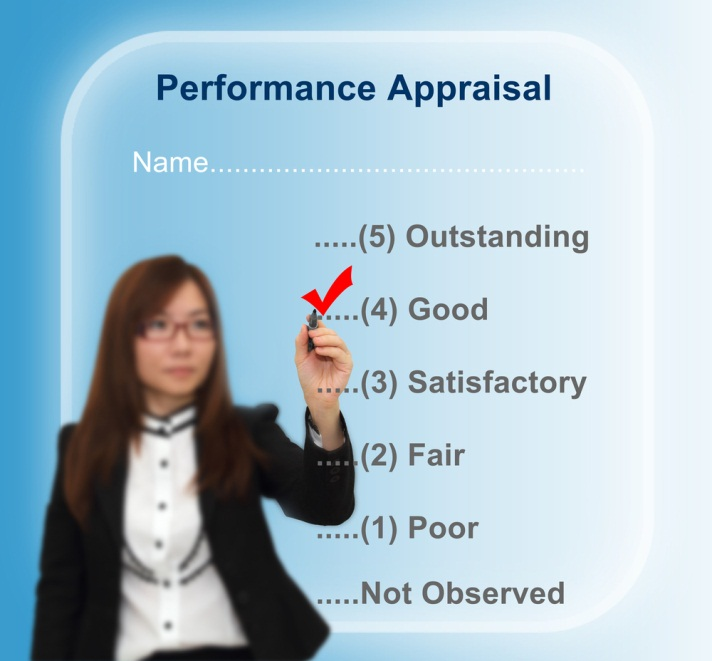 Performance Appraisal
Name..............................................
.....(5) Outstanding
.....(4) Good
.....(3) Satisfactory
.....(2) Fair
.....(1) Poor
.....Not Observed